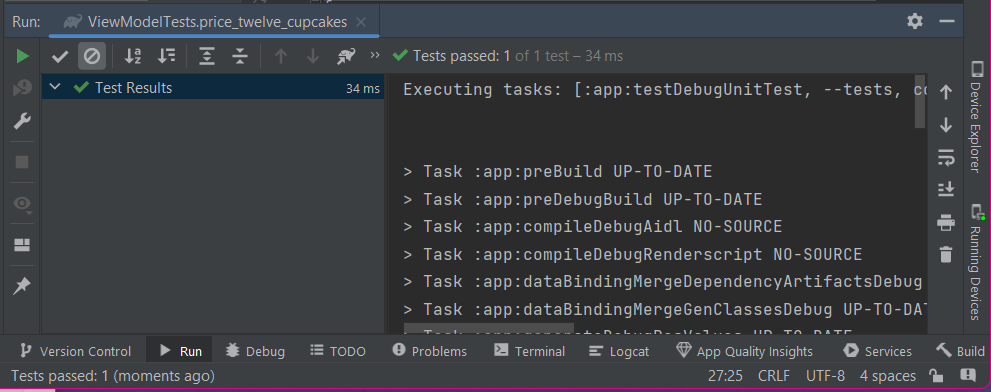 Run: ViewModelTests.price_twelve_cupcakes
Tests passed: 1 of 1 test – 34 ms
Test Results 34 ms
Executing tasks: [:app:testDebugUnitTest, --tests, co
> Task :app:preBuild UP-TO-DATE
> Task :app:preDebugBuild UP-TO-DATE
> Task :app:compileDebugAidl NO-SOURCE
> Task :app:compileDebugRenderscript NO-SOURCE
> Task :app:dataBindingMergeDependencyArtifactsDebug
> Task :app:dataBindingMergeGenClassesDebug UP-TO-DAT
UP-TO-DATE
Device Explorer
Running Devices
Version Control Run Debug TODO Problems Terminal Logcat App Quality Insights Services Build
Tests passed: 1 (moments ago) 27:25 CRLF UTF-8 4 spaces